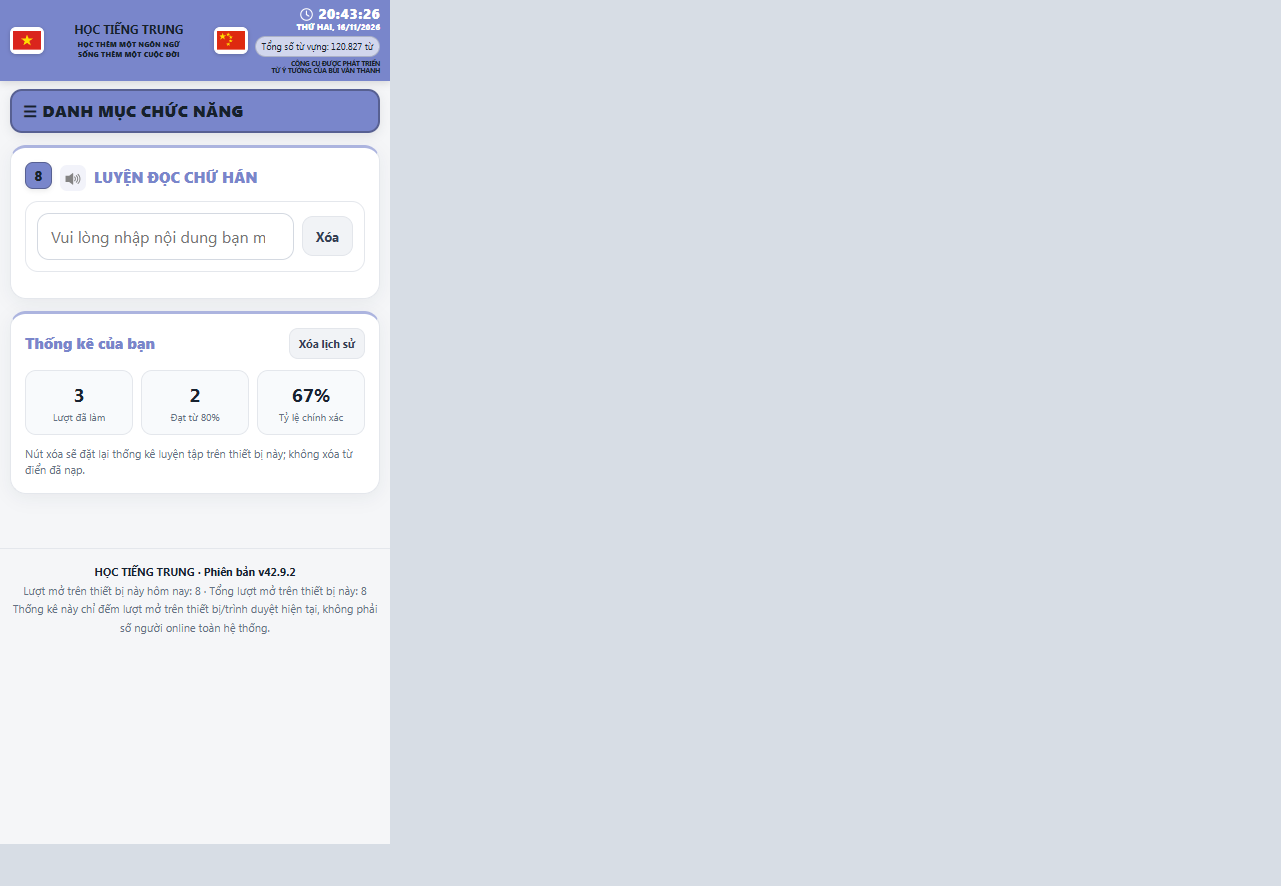 HỌC TIẾNG TRUNG
HỌC THÊM MỘT NGÔN NGỮ
SỐNG THÊM MỘT CUỘC ĐỜI
20:43:26
THỨ HAI, 16/11/2026
Tổng số từ vựng: 120.827 từ
CÔNG CỤ ĐƯỢC PHÁT TRIỂN
TỪ Ý TƯỞNG CỦA BÙI VĂN THANH
☰ DANH MỤC CHỨC NĂNG
8
LUYỆN ĐỌC CHỮ HÁN
Vui lòng nhập nội dung bạn m
Xóa
Thống kê của bạn
Xóa lịch sử
3
Lượt đã làm
2
Đạt từ 80%
67%
Tỷ lệ chính xác
Nút xóa sẽ đặt lại thống kê luyện tập trên thiết bị này; không xóa từ
điển đã nạp.
HỌC TIẾNG TRUNG · Phiên bản v42.9.2
Lượt mở trên thiết bị này hôm nay: 8 · Tổng lượt mở trên thiết bị này: 8
Thống kê này chỉ đếm lượt mở trên thiết bị/trình duyệt hiện tại, không phải
số người online toàn hệ thống.